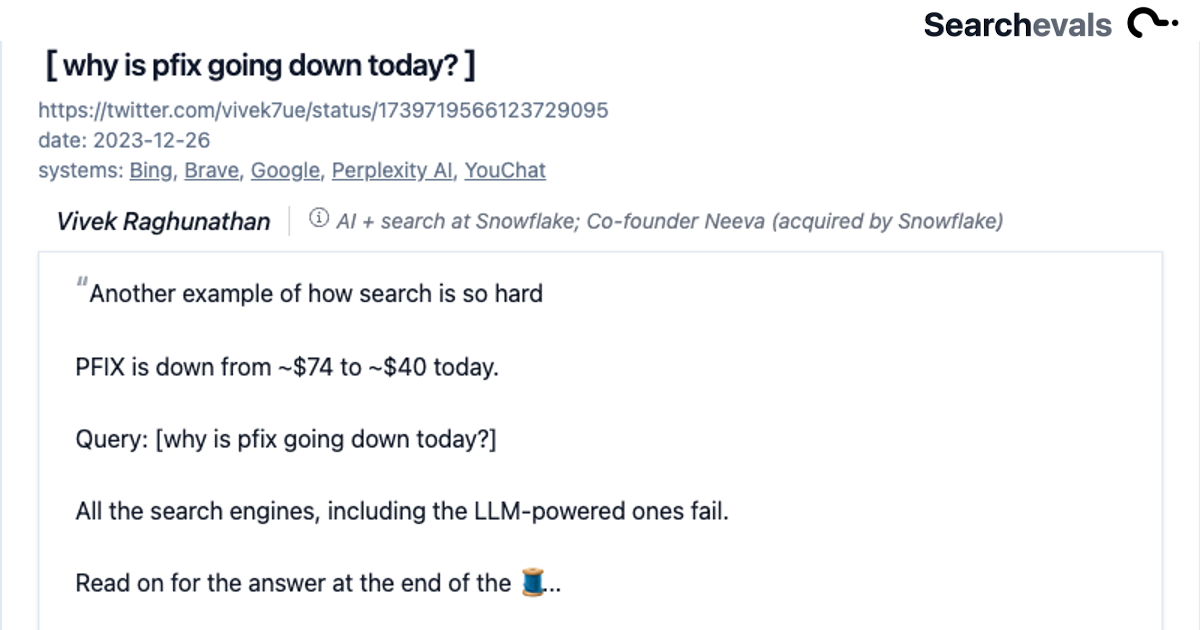 Searchevals
[ why is pfix going down today? ]
https://twitter.com/vivek7ue/status/1739719566123729095
date: 2023-12-26
systems: Bing, Brave, Google, Perplexity AI, YouChat
Vivek Raghunathan | ⓘ AI + search at Snowflake; Co-founder Neeva (acquired by Snowflake)
"Another example of how search is so hard
PFIX is down from ~$74 to ~$40 today.
Query: [why is pfix going down today?]
All the search engines, including the LLM-powered ones fail.
Read on for the answer at the end of the 🧵...